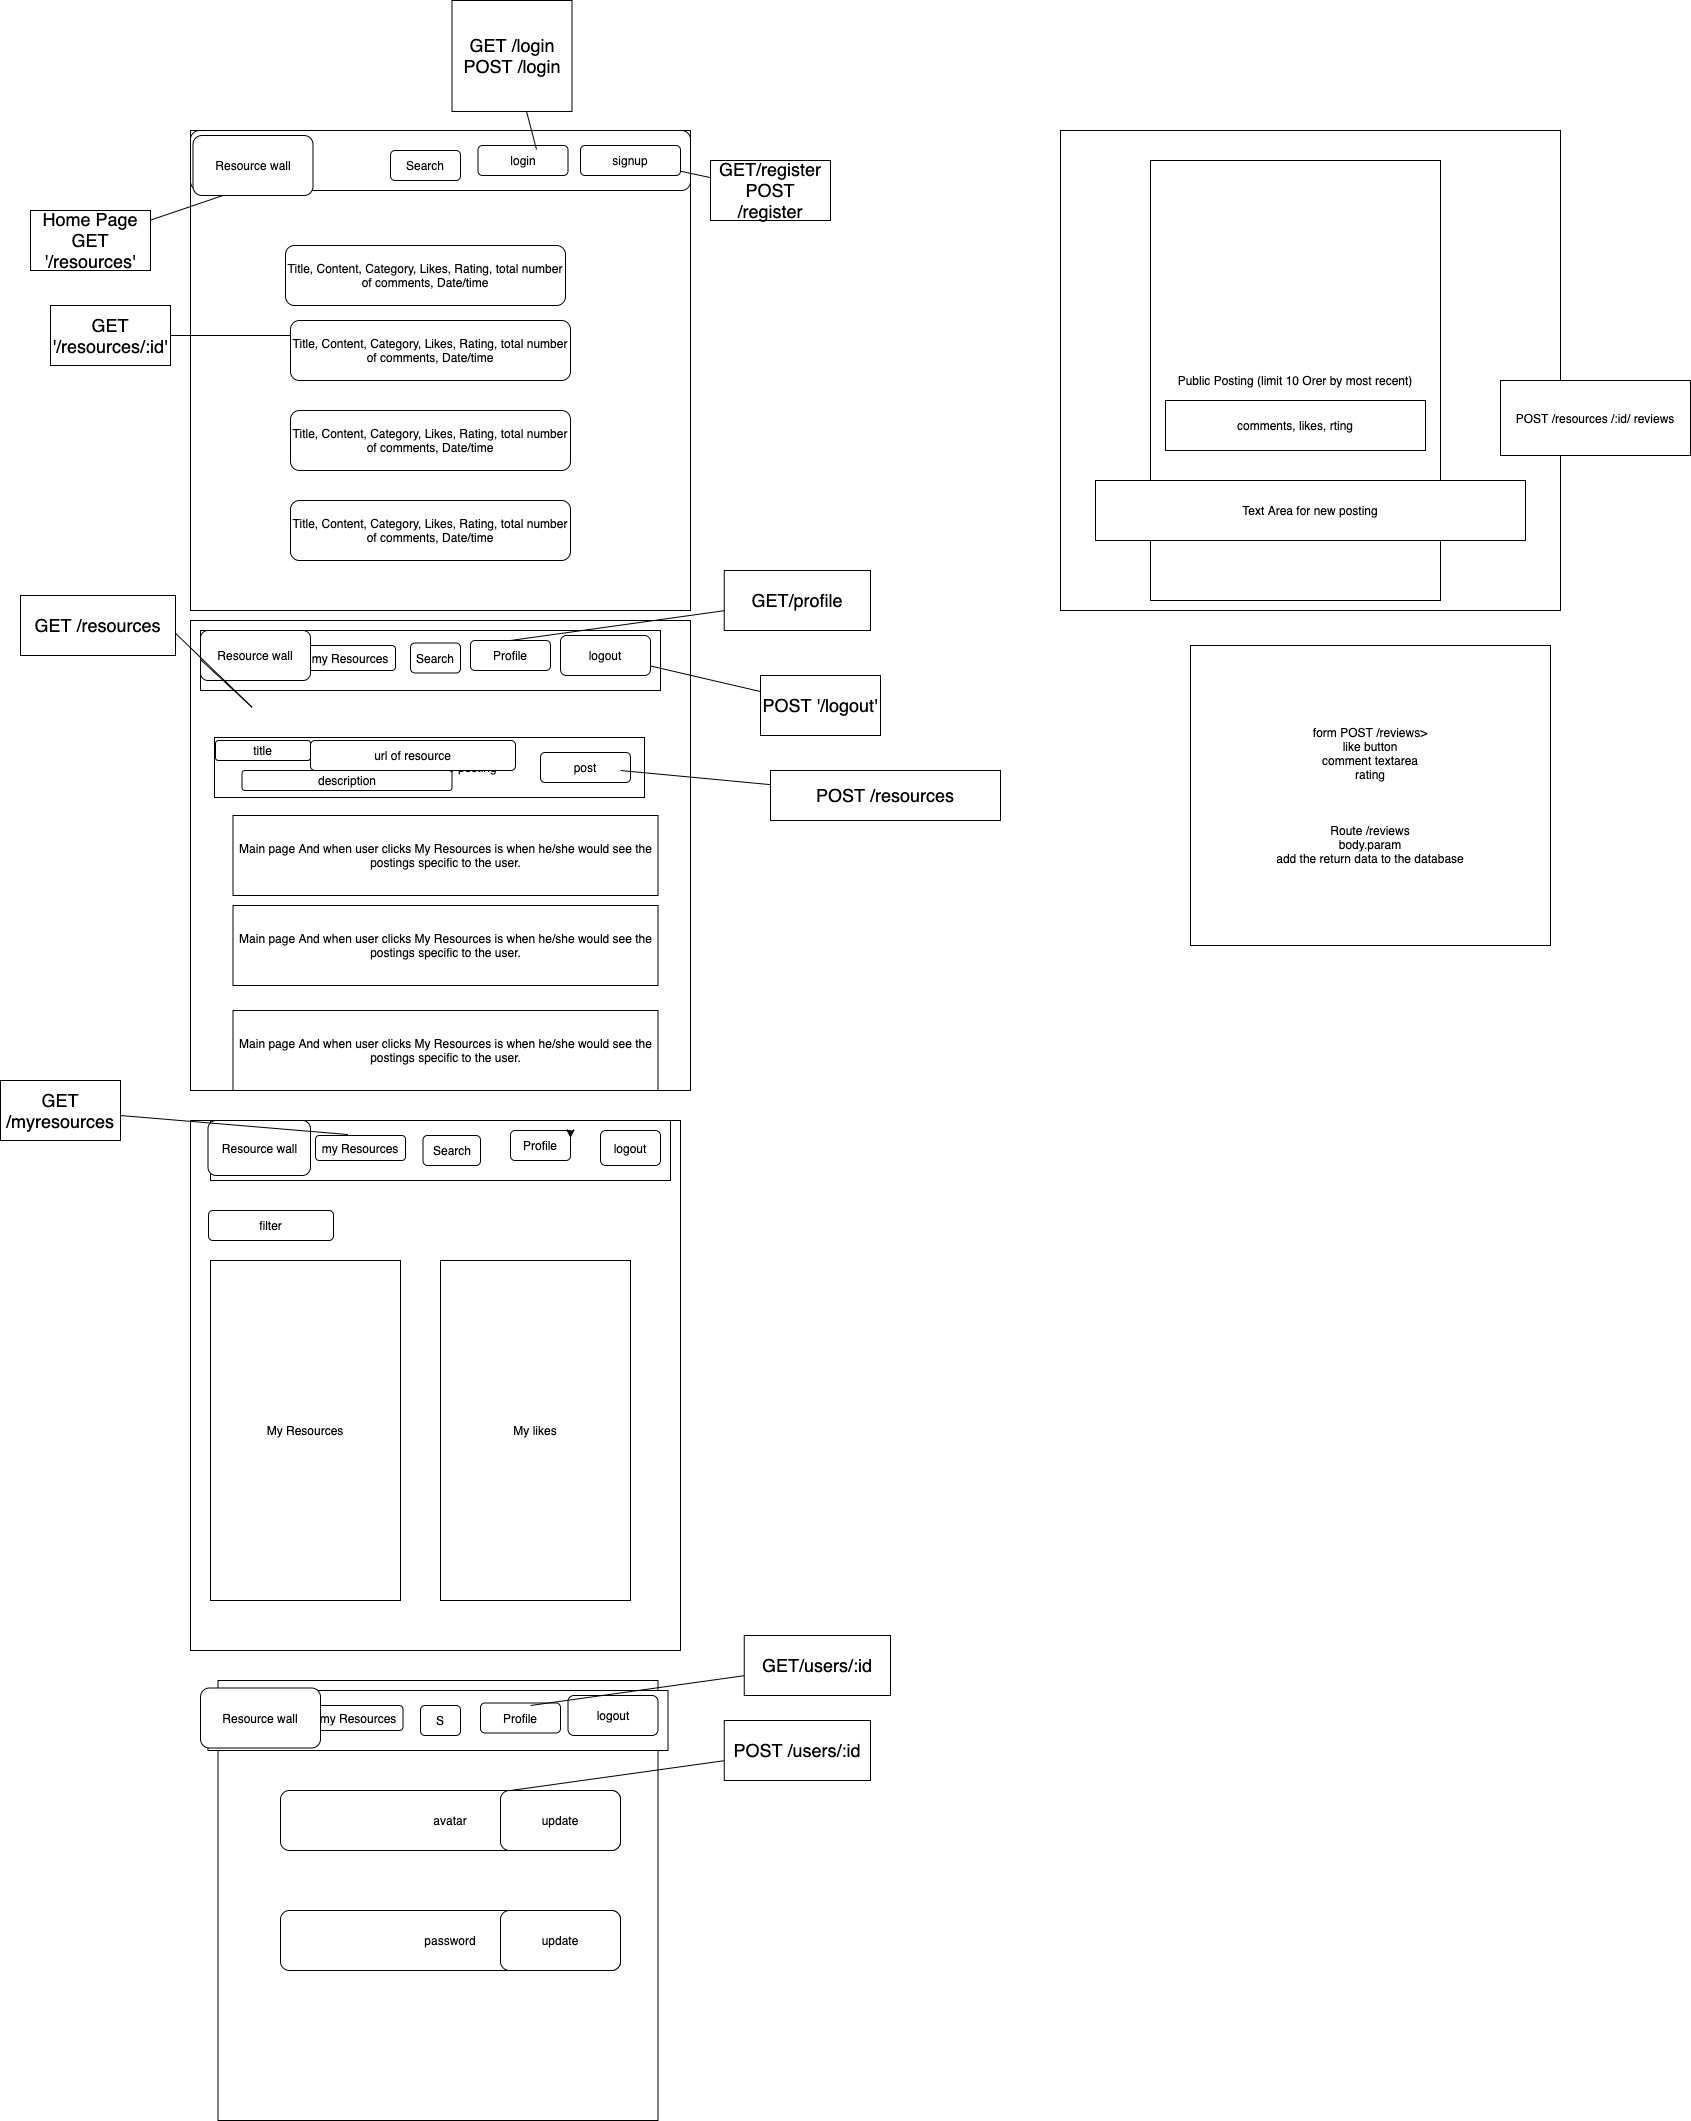 GET /login
POST /login
Resource wall
Search
login
signup
GET/register
POST
/register
Home Page
GET
'/resources'
Title, Content, Category, Likes, Rating, total number
of comments, Date/time
GET
'/resources/:id'
Title, Content, Category, Likes, Rating, total number
of comments, Date/time
Title, Content, Category, Likes, Rating, total number
of comments, Date/time
Title, Content, Category, Likes, Rating, total number
of comments, Date/time
Public Posting (limit 10 Orer by most recent)
comments, likes, rting
POST /resources /:id/ reviews
Text Area for new posting
GET /resources
Resource wall
my Resources
Search
Profile
logout
GET/profile
POST '/logout'
title
url of resource
posting
description
post
POST /resources
Main page And when user clicks My Resources is when he/she would see the
postings specific to the user.
Main page And when user clicks My Resources is when he/she would see the
postings specific to the user.
Main page And when user clicks My Resources is when he/she would see the
postings specific to the user.
form POST /reviews>
like button
comment textarea
rating
Route /reviews
body.param
add the return data to the database
GET
/myresources
Resource wall
my Resources
Search
Profile
logout
filter
My Resources
My likes
GET/users/:id
Resource wall
my Resources
S
Profile
logout
POST /users/:id
avatar
update
password
update